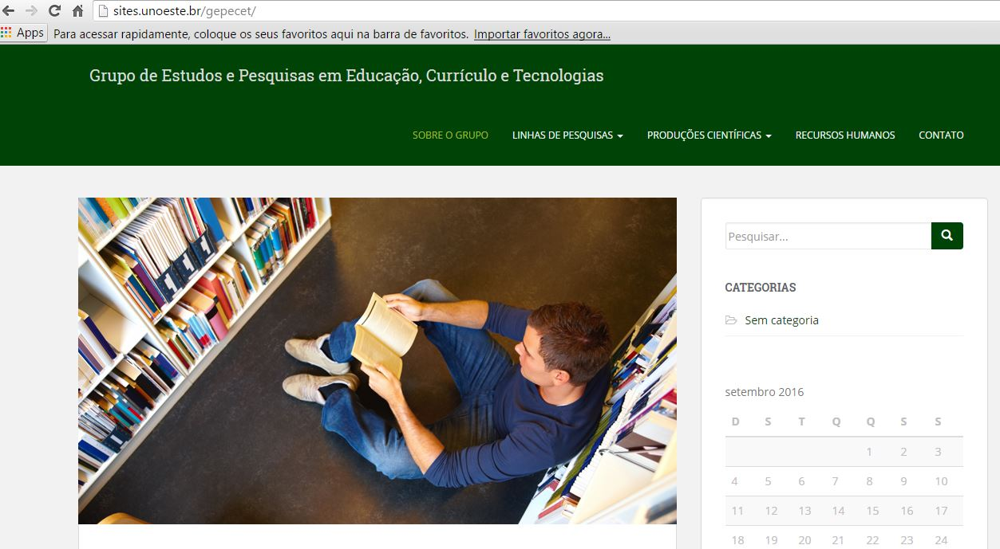 sites.unoeste.br/gepecet/
Apps Para acessar rapidamente, coloque os seus favoritos aqui na barra de favoritos. Importar favoritos agora...
Grupo de Estudos e Pesquisas em Educação, Currículo e Tecnologias
SOBRE O GRUPO LINHAS DE PESQUISAS PRODUÇÕES CIENTÍFICAS RECURSOS HUMANOS CONTATO
Pesquisar...
CATEGORIAS
Sem categoria
setembro 2016
D S T Q Q S S
1 2 3
4 5 6 7 8 9 10
11 12 13 14 15 16 17
18 19 20 21 22 23 24